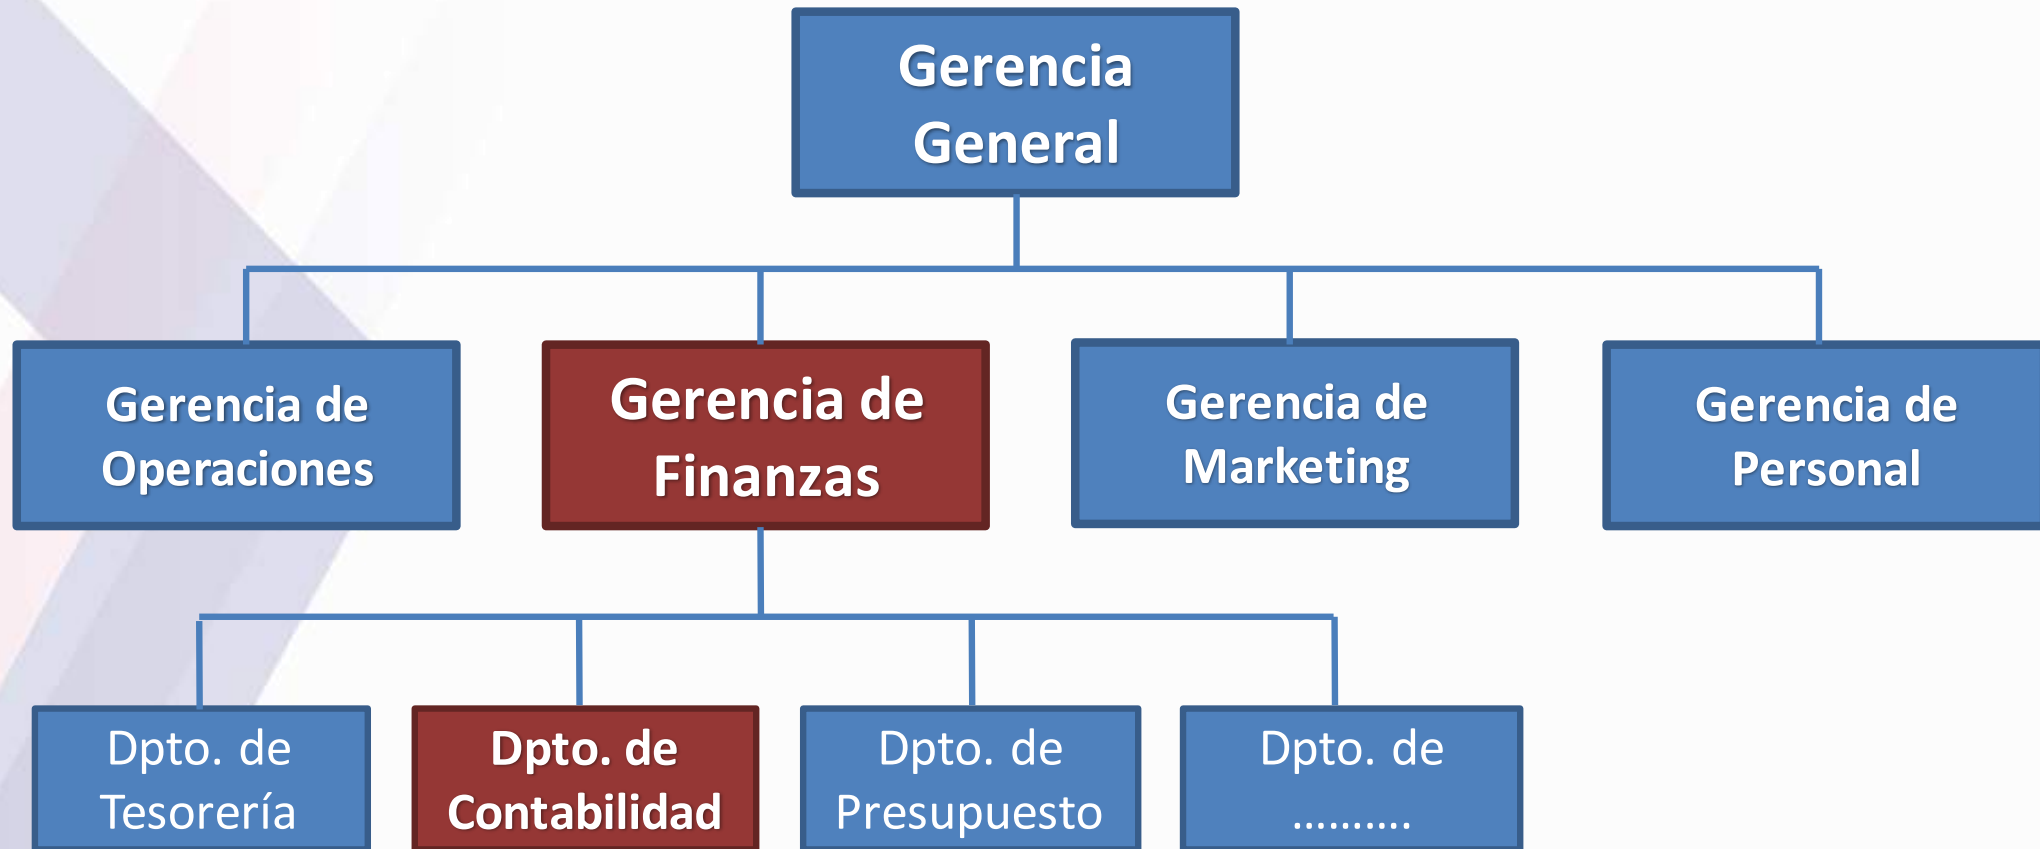 Gerencia
General
Gerencia de
Operaciones
Gerencia de
Finanzas
Gerencia de
Marketing
Gerencia de
Personal
Dpto. de
Tesorería
Dpto. de
Contabilidad
Dpto. de
Presupuesto
Dpto. de
..........